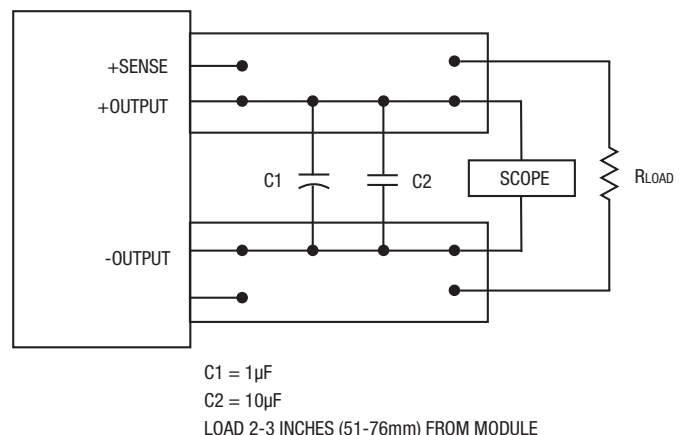 +SENSE
+OUTPUT
C1
C2
SCOPE
RLOAD
-OUTPUT
C1 = 1µF
C2 = 10µF
LOAD 2-3 INCHES (51-76mm) FROM MODULE